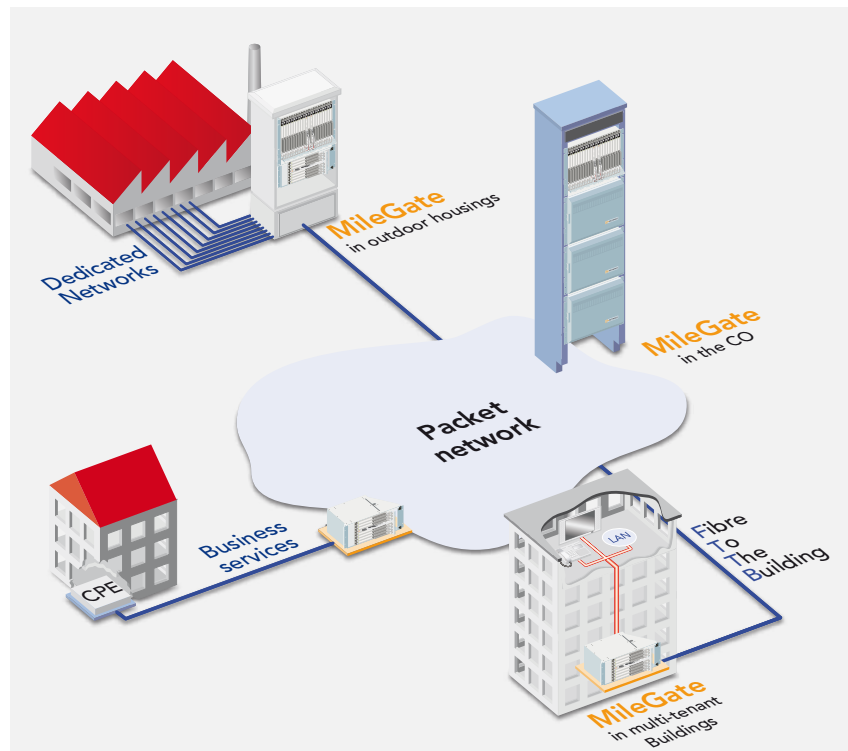 MileGate
in outdoor housings
Dedicated
Networks
MileGate
in the CO
Packet
network
Business
services
CPE
LAN
Fibre
To
The
Building
MileGate
in multi-tenant
Buildings